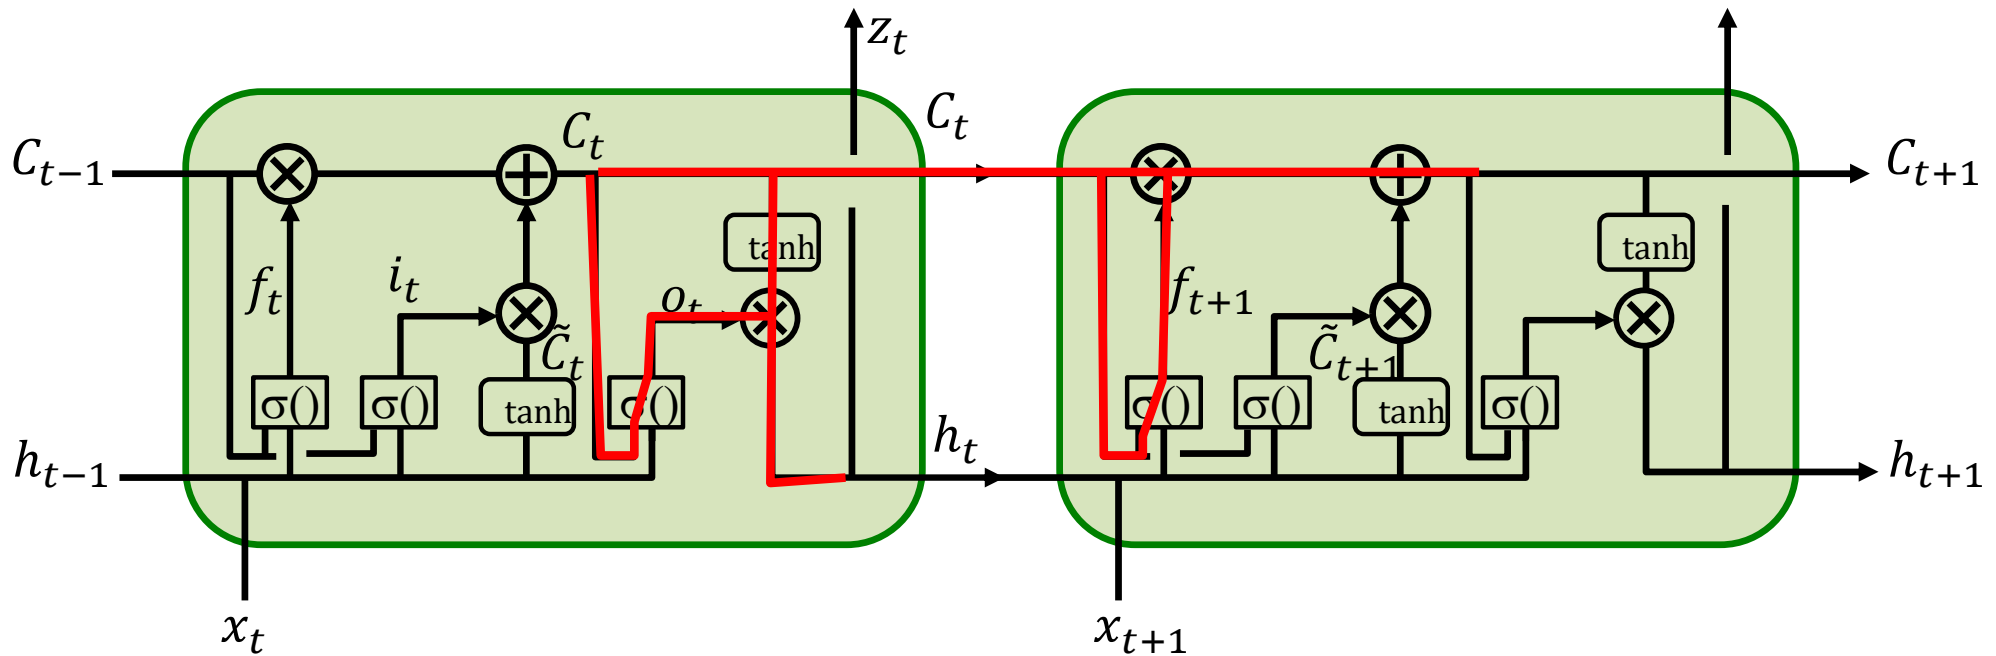 z_t
C_t
C_t
C_{t-1}
C_{t+1}
tanh
tanh
f_t
i_t
o_t
f_{t+1}
C̃_t
C̃_{t+1}
σ()
σ()
tanh
σ()
σ()
σ()
tanh
σ()
h_{t-1}
h_t
h_{t+1}
x_t
x_{t+1}